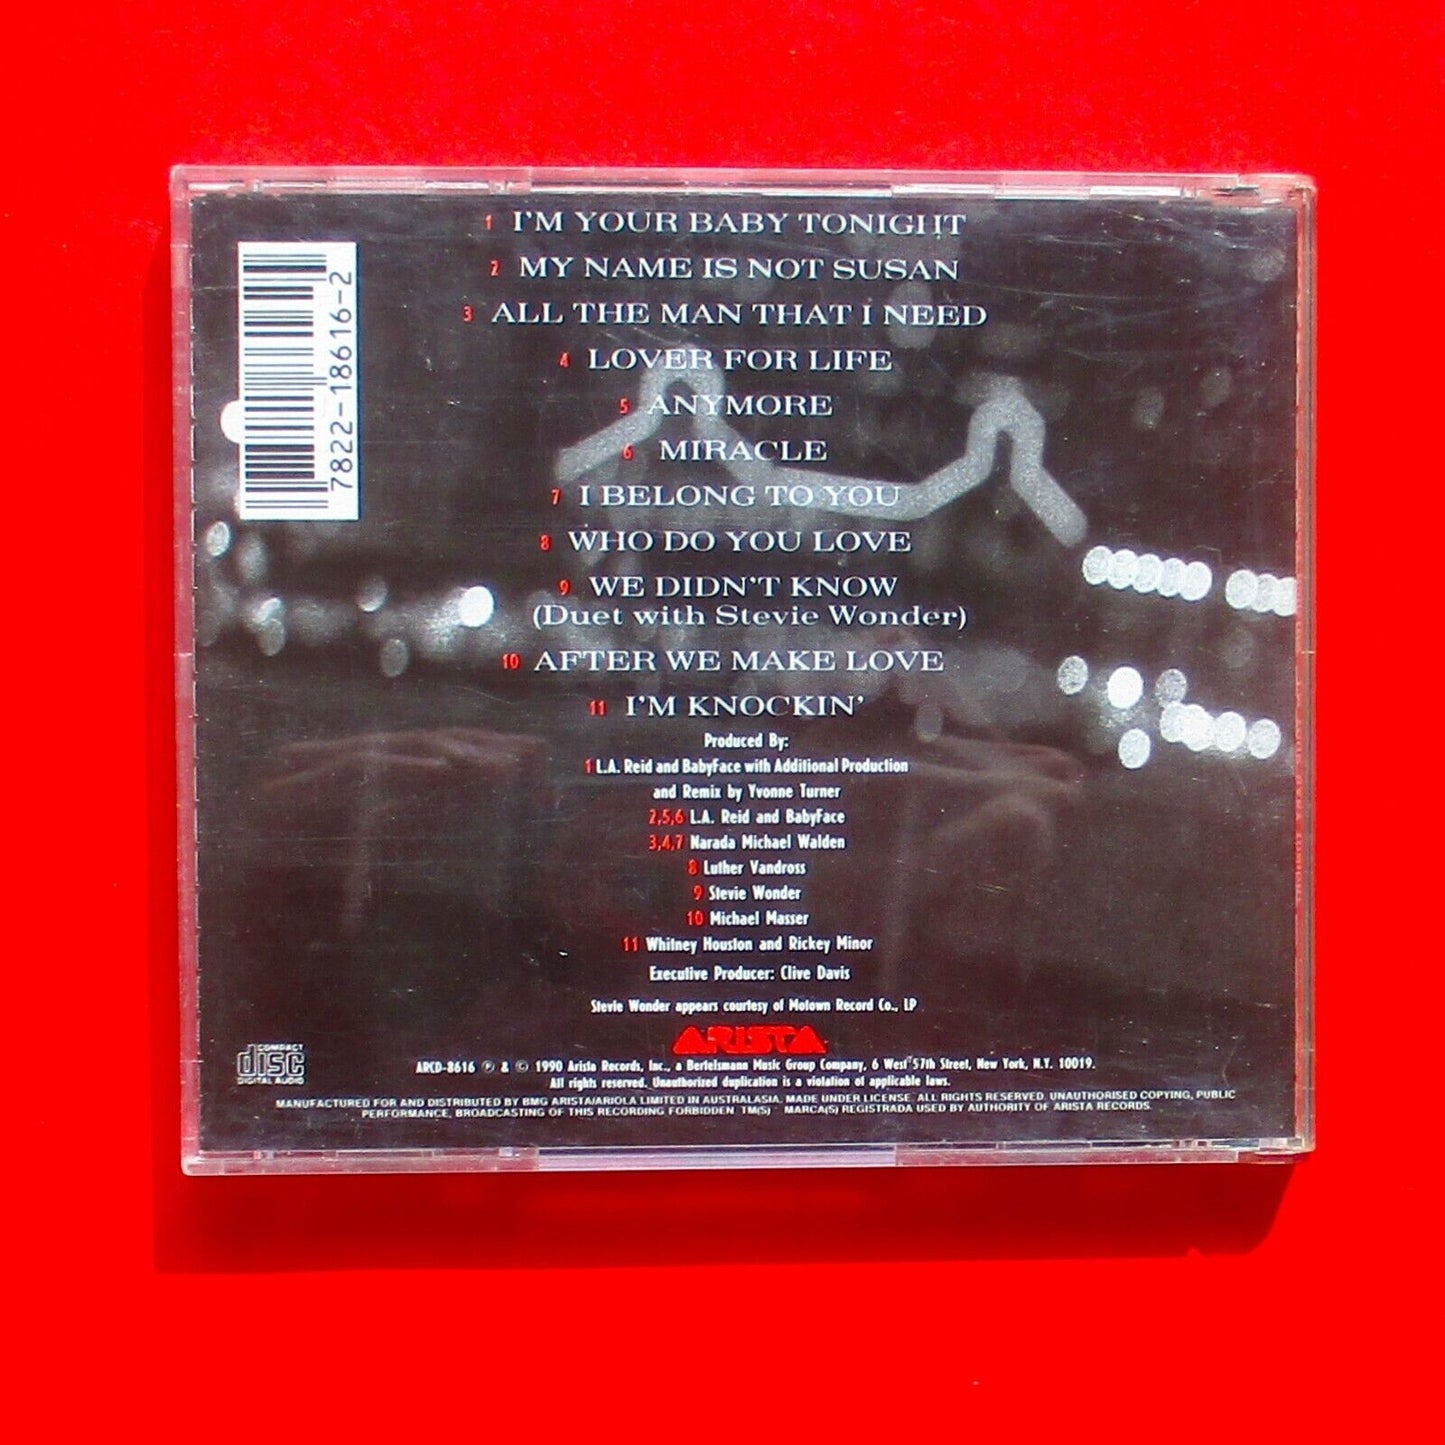 1 I'M YOUR BABY TONIGHT
2 MY NAME IS NOT SUSAN
3 ALL THE MAN THAT I NEED
4 LOVER FOR LIFE
5 ANYMORE
6 MIRACLE
7 I BELONG TO YOU
8 WHO DO YOU LOVE
9 WE DIDN'T KNOW
(Duet with Stevie Wonder)
10 AFTER WE MAKE LOVE
11 I'M KNOCKIN'
7822-18616-2
Produced By:
1 L.A. Reid and BabyFace with Additional Production
and Remix by Yvonne Turner
2,5,6 L.A. Reid and BabyFace
3,4,7 Narada Michael Walden
8 Luther Vandross
9 Stevie Wonder
10 Michael Masser
11 Whitney Houston and Rickey Minor
Executive Producer: Clive Davis
Stevie Wonder appears courtesy of Motown Record Co., LP
ARISTA
COMPACT
disc
DIGITAL AUDIO
ARCD-8616 ℗ & © 1990 Arista Records, Inc., a Bertelsmann Music Group Company, 6 West 57th Street, New York, N.Y. 10019.
All rights reserved. Unauthorized duplication is a violation of applicable laws.
MANUFACTURED FOR AND DISTRIBUTED BY BMG ARISTA/ARIOLA LIMITED IN AUSTRALASIA. MADE UNDER LICENSE. ALL RIGHTS RESERVED. UNAUTHORISED COPYING, PUBLIC
PERFORMANCE, BROADCASTING OF THIS RECORDING FORBIDDEN TM(S) MARCA(S) REGISTRADA USED BY AUTHORITY OF ARISTA RECORDS.